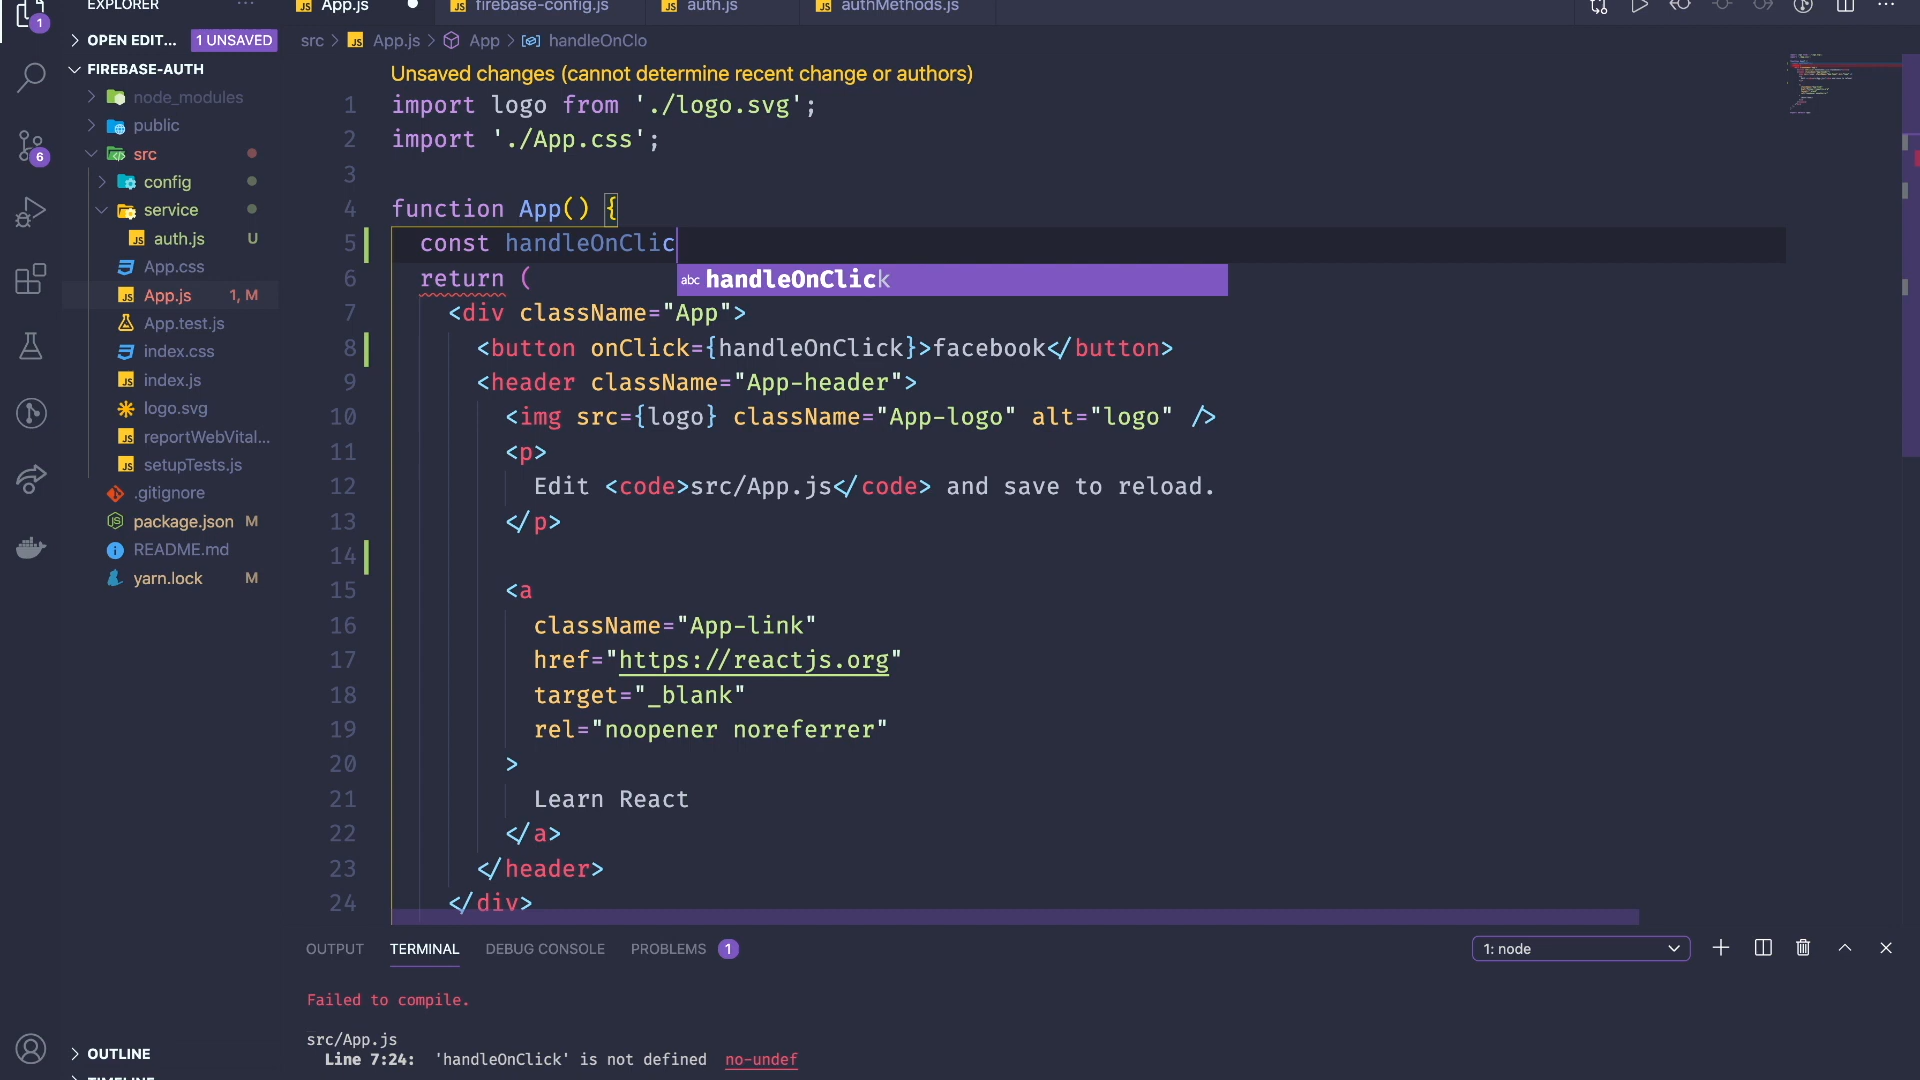 EXPLORER
App.js
firebase-config.js
auth.js
authMethods.js
1
OPEN EDIT...
1 UNSAVED
src > App.js > App > handleOnClo
FIREBASE-AUTH
node_modules
public
src
6
config
service
auth.js U
App.css
App.js 1, M
App.test.js
index.css
index.js
logo.svg
reportWebVital...
setupTests.js
.gitignore
package.json M
README.md
yarn.lock M
OUTLINE
Unsaved changes (cannot determine recent change or authors)
1 import logo from './logo.svg';
2 import './App.css';
3
4 function App() {
5 const handleOnClic
abc handleOnClick
6 return (
7 <div className="App">
8 <button onClick={handleOnClick}>facebook</button>
9 <header className="App-header">
10 <img src={logo} className="App-logo" alt="logo" />
11 <p>
12 Edit <code>src/App.js</code> and save to reload.
13 </p>
14
15 <a
16 className="App-link"
17 href="https://reactjs.org"
18 target="_blank"
19 rel="noopener noreferrer"
20 >
21 Learn React
22 </a>
23 </header>
24 </div>
OUTPUT
TERMINAL
DEBUG CONSOLE
PROBLEMS 1
1: node
Failed to compile.
src/App.js
Line 7:24: 'handleOnClick' is not defined no-undef